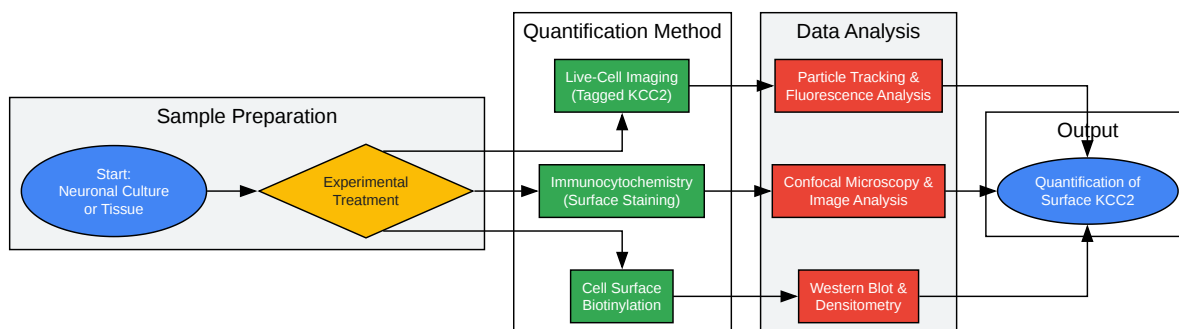 Sample Preparation
Start:
Neuronal Culture
or Tissue
Experimental
Treatment
Quantification Method
Live-Cell Imaging
(Tagged KCC2)
Immunocytochemistry
(Surface Staining)
Cell Surface
Biotinylation
Data Analysis
Particle Tracking &
Fluorescence Analysis
Confocal Microscopy &
Image Analysis
Western Blot &
Densitometry
Output
Quantification of
Surface KCC2